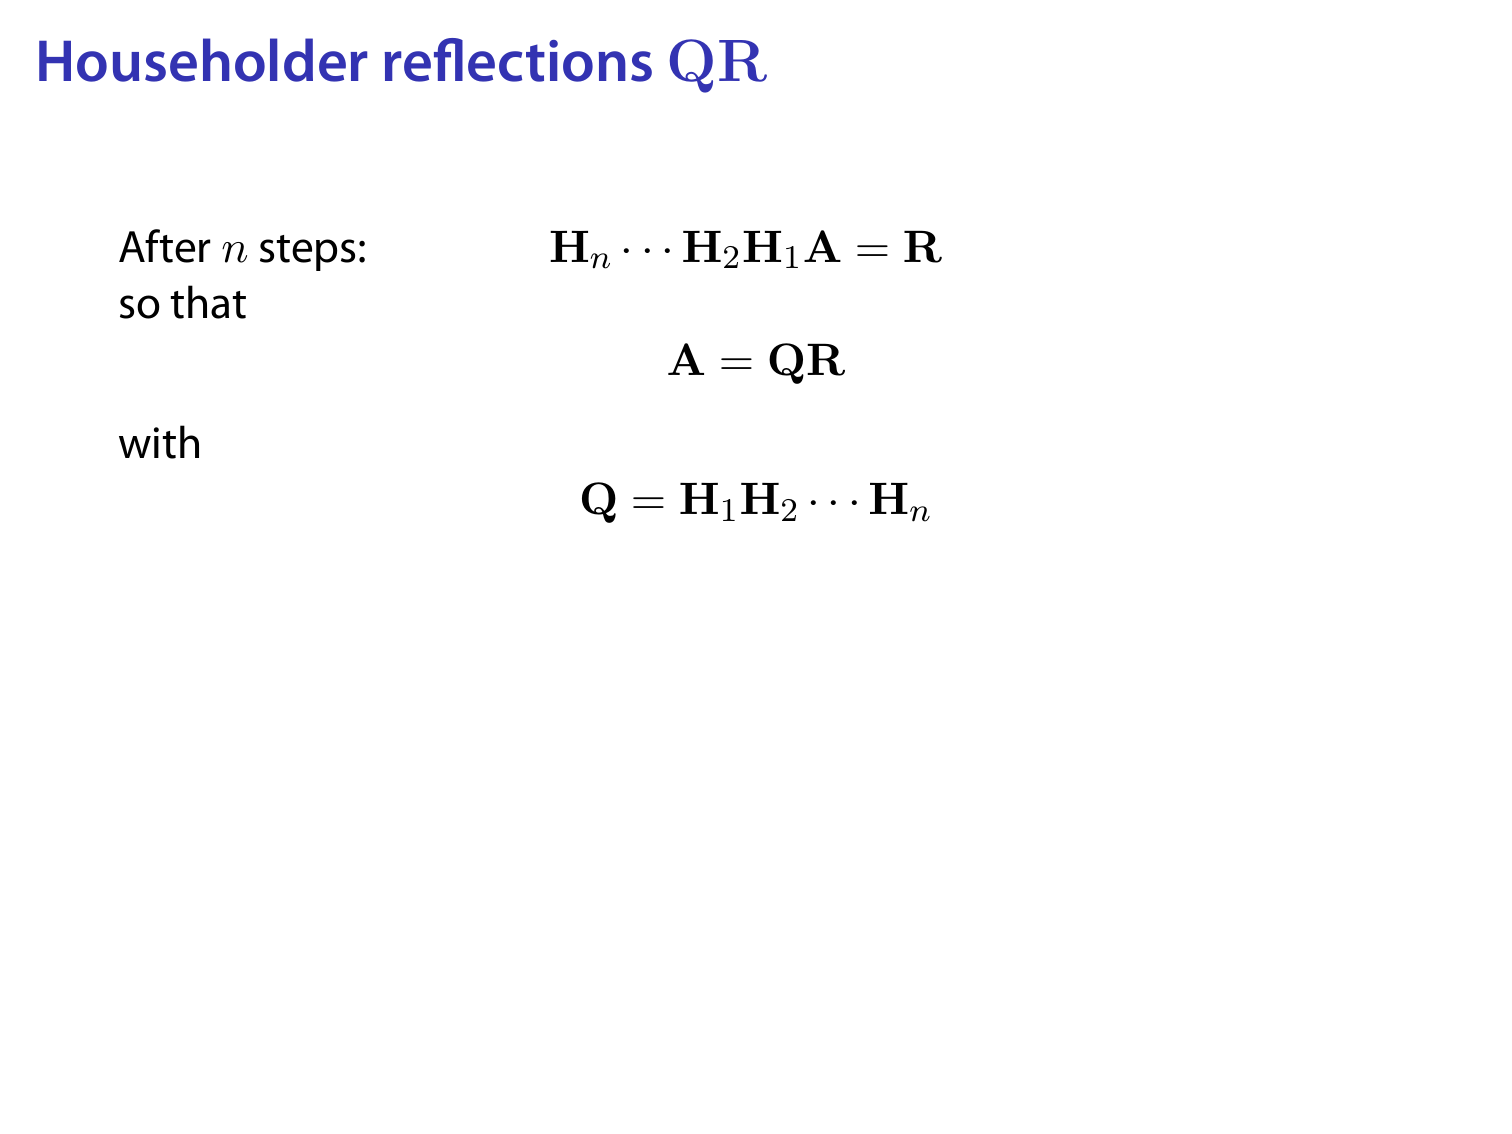 Householder reflections QR
After n steps: Hₙ ⋯ H₂H₁A = R
so that
A = QR
with
Q = H₁H₂ ⋯ Hₙ